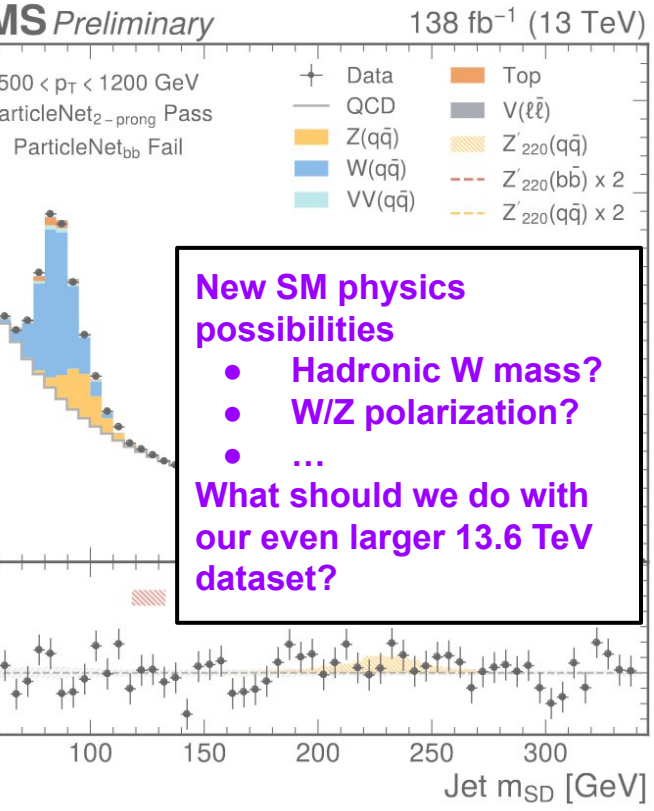 MS Preliminary 138 fb⁻¹ (13 TeV)
500 < pT < 1200 GeV
articleNet2−prong Pass
ParticleNetbb Fail
Data
QCD
Z(qq̄)
W(qq̄)
VV(qq̄)
Top
V(ℓℓ̄)
Z′220(qq̄)
Z′220(bb̄) x 2
Z′220(qq̄) x 2
New SM physics
possibilities
● Hadronic W mass?
● W/Z polarization?
● …
What should we do with
our even larger 13.6 TeV
dataset?
100 150 200 250 300
Jet mSD [GeV]